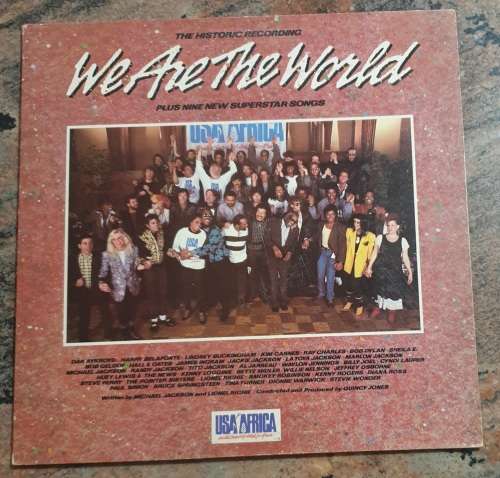 THE HISTORIC RECORDING
We Are The World
PLUS NINE NEW SUPERSTAR SONGS
USA AFRICA
DAN AYKROYD · HARRY BELAFONTE · LINDSEY BUCKINGHAM · KIM CARNES · RAY CHARLES · BOB DYLAN · SHEILA E.
BOB GELDOF · HALL & OATES · JAMES INGRAM · JACKIE JACKSON · LA TOYA JACKSON · MARLON JACKSON
MICHAEL JACKSON · RANDY JACKSON · TITO JACKSON · AL JARREAU · WAYLON JENNINGS · BILLY JOEL · CYNDI LAUPER
HUEY LEWIS & THE NEWS · KENNY LOGGINS · BETTE MIDLER · WILLIE NELSON · JEFFREY OSBORNE
STEVE PERRY · THE POINTER SISTERS · LIONEL RICHIE · SMOKEY ROBINSON · KENNY ROGERS · DIANA ROSS
PAUL SIMON · BRUCE SPRINGSTEEN · TINA TURNER · DIONNE WARWICK · STEVIE WONDER
Written by MICHAEL JACKSON and LIONEL RICHIE · Conducted and Produced by QUINCY JONES
USA AFRICA